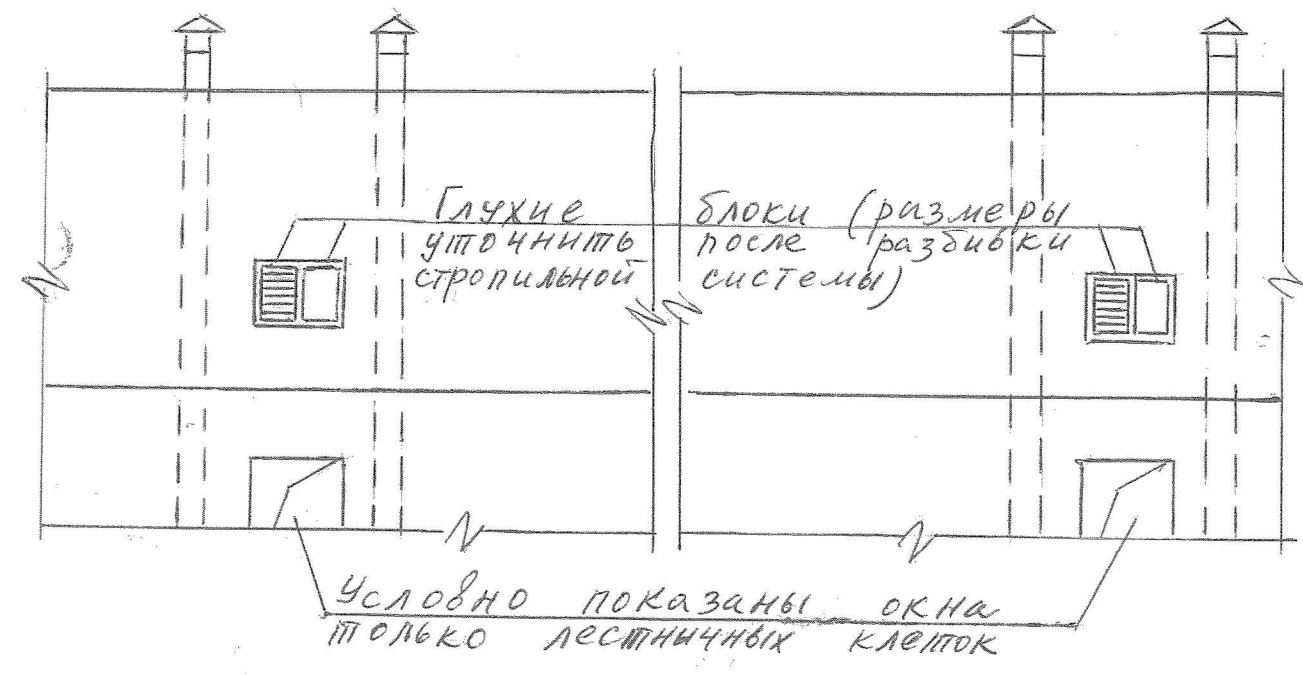 Глухие блоки (размеры
уточнить после разбивки
стропильной системы)
Условно показаны окна
только лестничных клеток